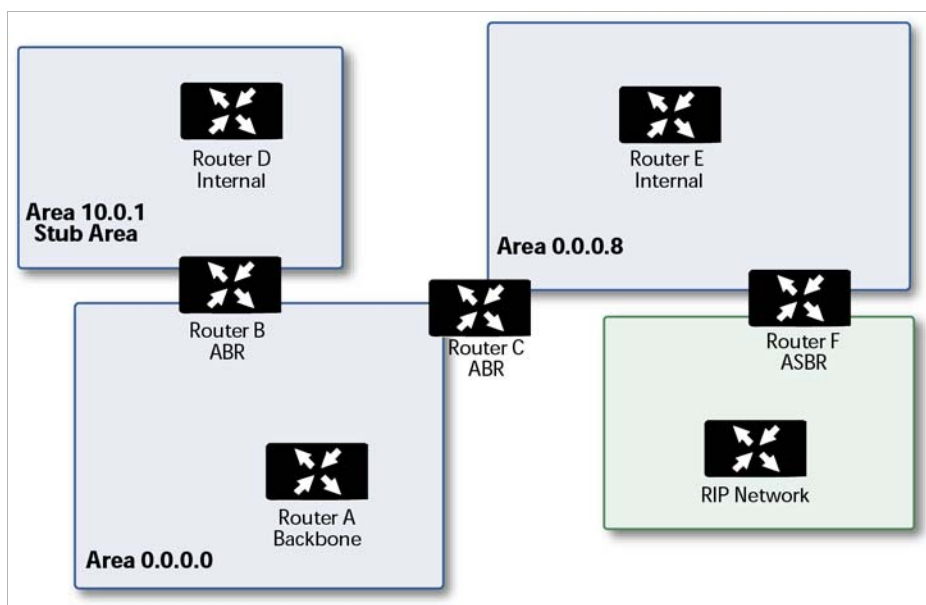 Router D
Internal
Area 10.0.1
Stub Area
Router E
Internal
Area 0.0.0.8
Router B
ABR
Router C
ABR
Router F
ASBR
Router A
Backbone
Area 0.0.0.0
RIP Network